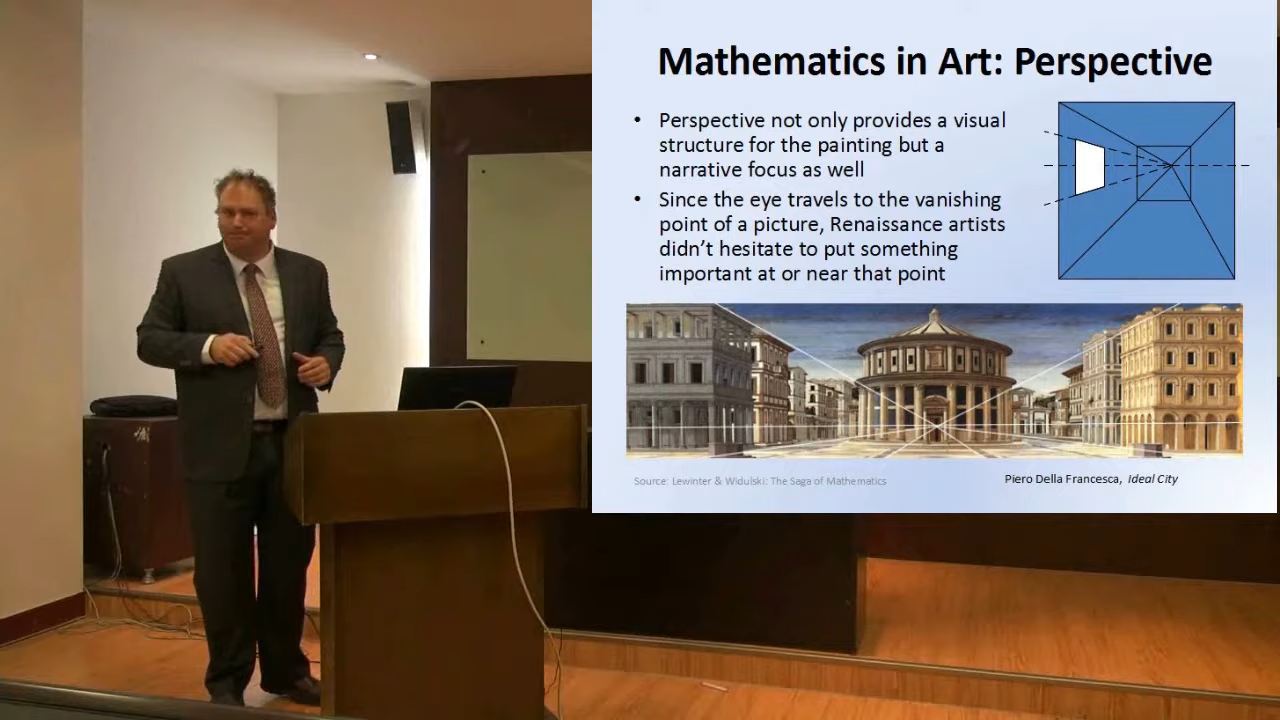 Mathematics in Art: Perspective
• Perspective not only provides a visual
structure for the painting but a
narrative focus as well
• Since the eye travels to the vanishing
point of a picture, Renaissance artists
didn't hesitate to put something
important at or near that point
Source: Lewinter & Widulski: The Saga of Mathematics
Piero Della Francesca, Ideal City